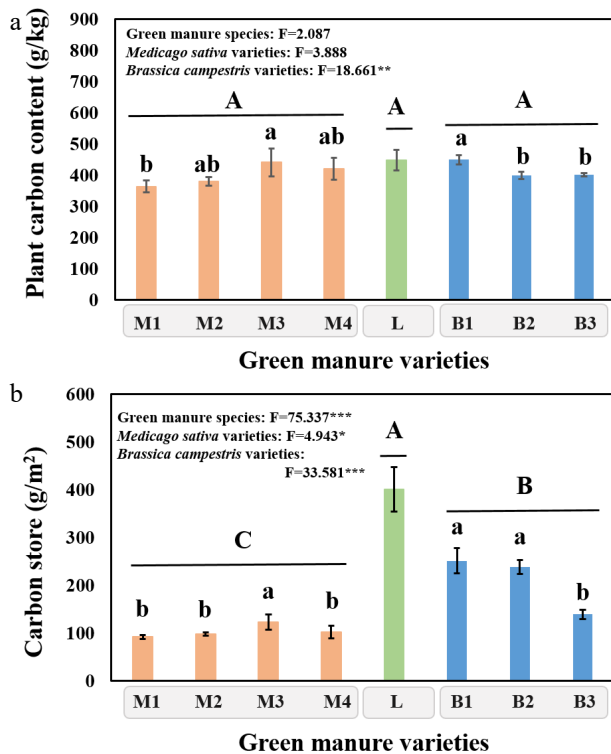 a
Plant carbon content (g/kg)
900
800
700
600
500
400
300
200
100
0
Green manure species: F=2.087
Medicago sativa varieties: F=3.888
Brassica campestris varieties: F=18.661**
A A A
b ab a ab a b b
M1 M2 M3 M4 L B1 B2 B3
Green manure varieties
b
Carbon store (g/m²)
600
500
400
300
200
100
0
Green manure species: F=75.337***
Medicago sativa varieties: F=4.943*
Brassica campestris varieties:
F=33.581***
C A B
b b a b a a b
M1 M2 M3 M4 L B1 B2 B3
Green manure varieties